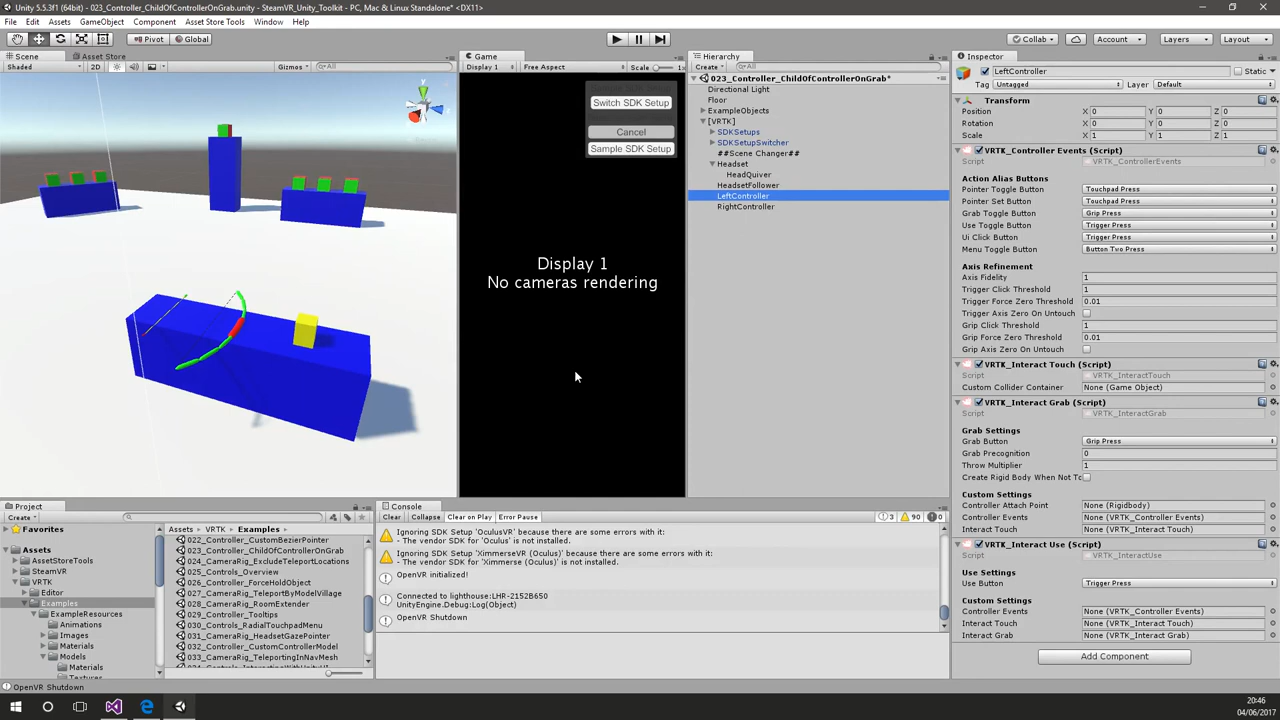 Unity 5.5.3f1 (64bit) - 023_Controller_ChildOfControllerOnGrab.unity - SteamVR_Unity_Toolkit - PC, Mac & Linux Standalone* <DX11>
File Edit Assets GameObject Component Asset Store Tools Window Help
Pivot Global Collab Account Layers Layout
Scene Asset Store
Shaded 2D Gizmos All
Game
Display 1 Free Aspect Scale 1x
Switch SDK Setup
Cancel
Sample SDK Setup
Display 1
No cameras rendering
Hierarchy
Create All
023_Controller_ChildOfControllerOnGrab*
Directional Light
Floor
ExampleObjects
[VRTK]
SDKSetups
SDKSetupSwitcher
##Scene Changer##
Headset
HeadQuiver
HeadsetFollower
LeftController
RightController
Inspector
LeftController Static
Tag Untagged Layer Default
Transform
Position X 0 Y 0 Z 0
Rotation X 0 Y 0 Z 0
Scale X 1 Y 1 Z 1
VRTK_Controller Events (Script)
Script VRTK_ControllerEvents
Action Alias Buttons
Pointer Toggle Button Touchpad Press
Pointer Set Button Touchpad Press
Grab Toggle Button Grip Press
Use Toggle Button Trigger Press
Ui Click Button Trigger Press
Menu Toggle Button Button Two Press
Axis Refinement
Axis Fidelity 1
Trigger Click Threshold 1
Trigger Force Zero Threshold 0.01
Trigger Axis Zero On Untouch
Grip Click Threshold 1
Grip Force Zero Threshold 0.01
Grip Axis Zero On Untouch
VRTK_Interact Touch (Script)
Script VRTK_InteractTouch
Custom Collider Container None (Game Object)
VRTK_Interact Grab (Script)
Script VRTK_InteractGrab
Grab Settings
Grab Button Grip Press
Grab Precognition 0
Throw Multiplier 1
Create Rigid Body When Not To
Custom Settings
Controller Attach Point None (Rigidbody)
Controller Events None (VRTK_Controller Events)
Interact Touch None (VRTK_Interact Touch)
VRTK_Interact Use (Script)
Script VRTK_InteractUse
Use Settings
Use Button Trigger Press
Custom Settings
Controller Events None (VRTK_Controller Events)
Interact Touch None (VRTK_Interact Touch)
Interact Grab None (VRTK_Interact Grab)
Add Component
Project
Create
Favorites
Assets
AssetStoreTools
SteamVR
VRTK
Editor
Examples
ExampleResources
Animations
Images
Materials
Models
Materials
Textures
Assets VRTK Examples
022_Controller_CustomBezierPointer
023_Controller_ChildOfControllerOnGrab
024_CameraRig_ExcludeTeleportLocations
025_Controls_Overview
026_Controller_ForceHoldObject
027_CameraRig_TeleportByModelVillage
028_CameraRig_RoomExtender
029_Controller_Tooltips
030_Controls_RadialTouchpadMenu
031_CameraRig_HeadsetGazePointer
032_Controller_CustomControllerModel
033_CameraRig_TeleportingInNavMesh
034_Controls_InteractingWithUnityUI
Console
Clear Collapse Clear on Play Error Pause 3 90 0
Ignoring SDK Setup 'OculusVR' because there are some errors with it:
- The vendor SDK for 'Oculus' is not installed.
Ignoring SDK Setup 'XimmerseVR (Oculus)' because there are some errors with it:
- The vendor SDK for 'Ximmerse (Oculus)' is not installed.
OpenVR initialized!
Connected to lighthouse:LHR-2152B650
UnityEngine.Debug:Log(Object)
OpenVR Shutdown
OpenVR Shutdown
20:46
04/06/2017